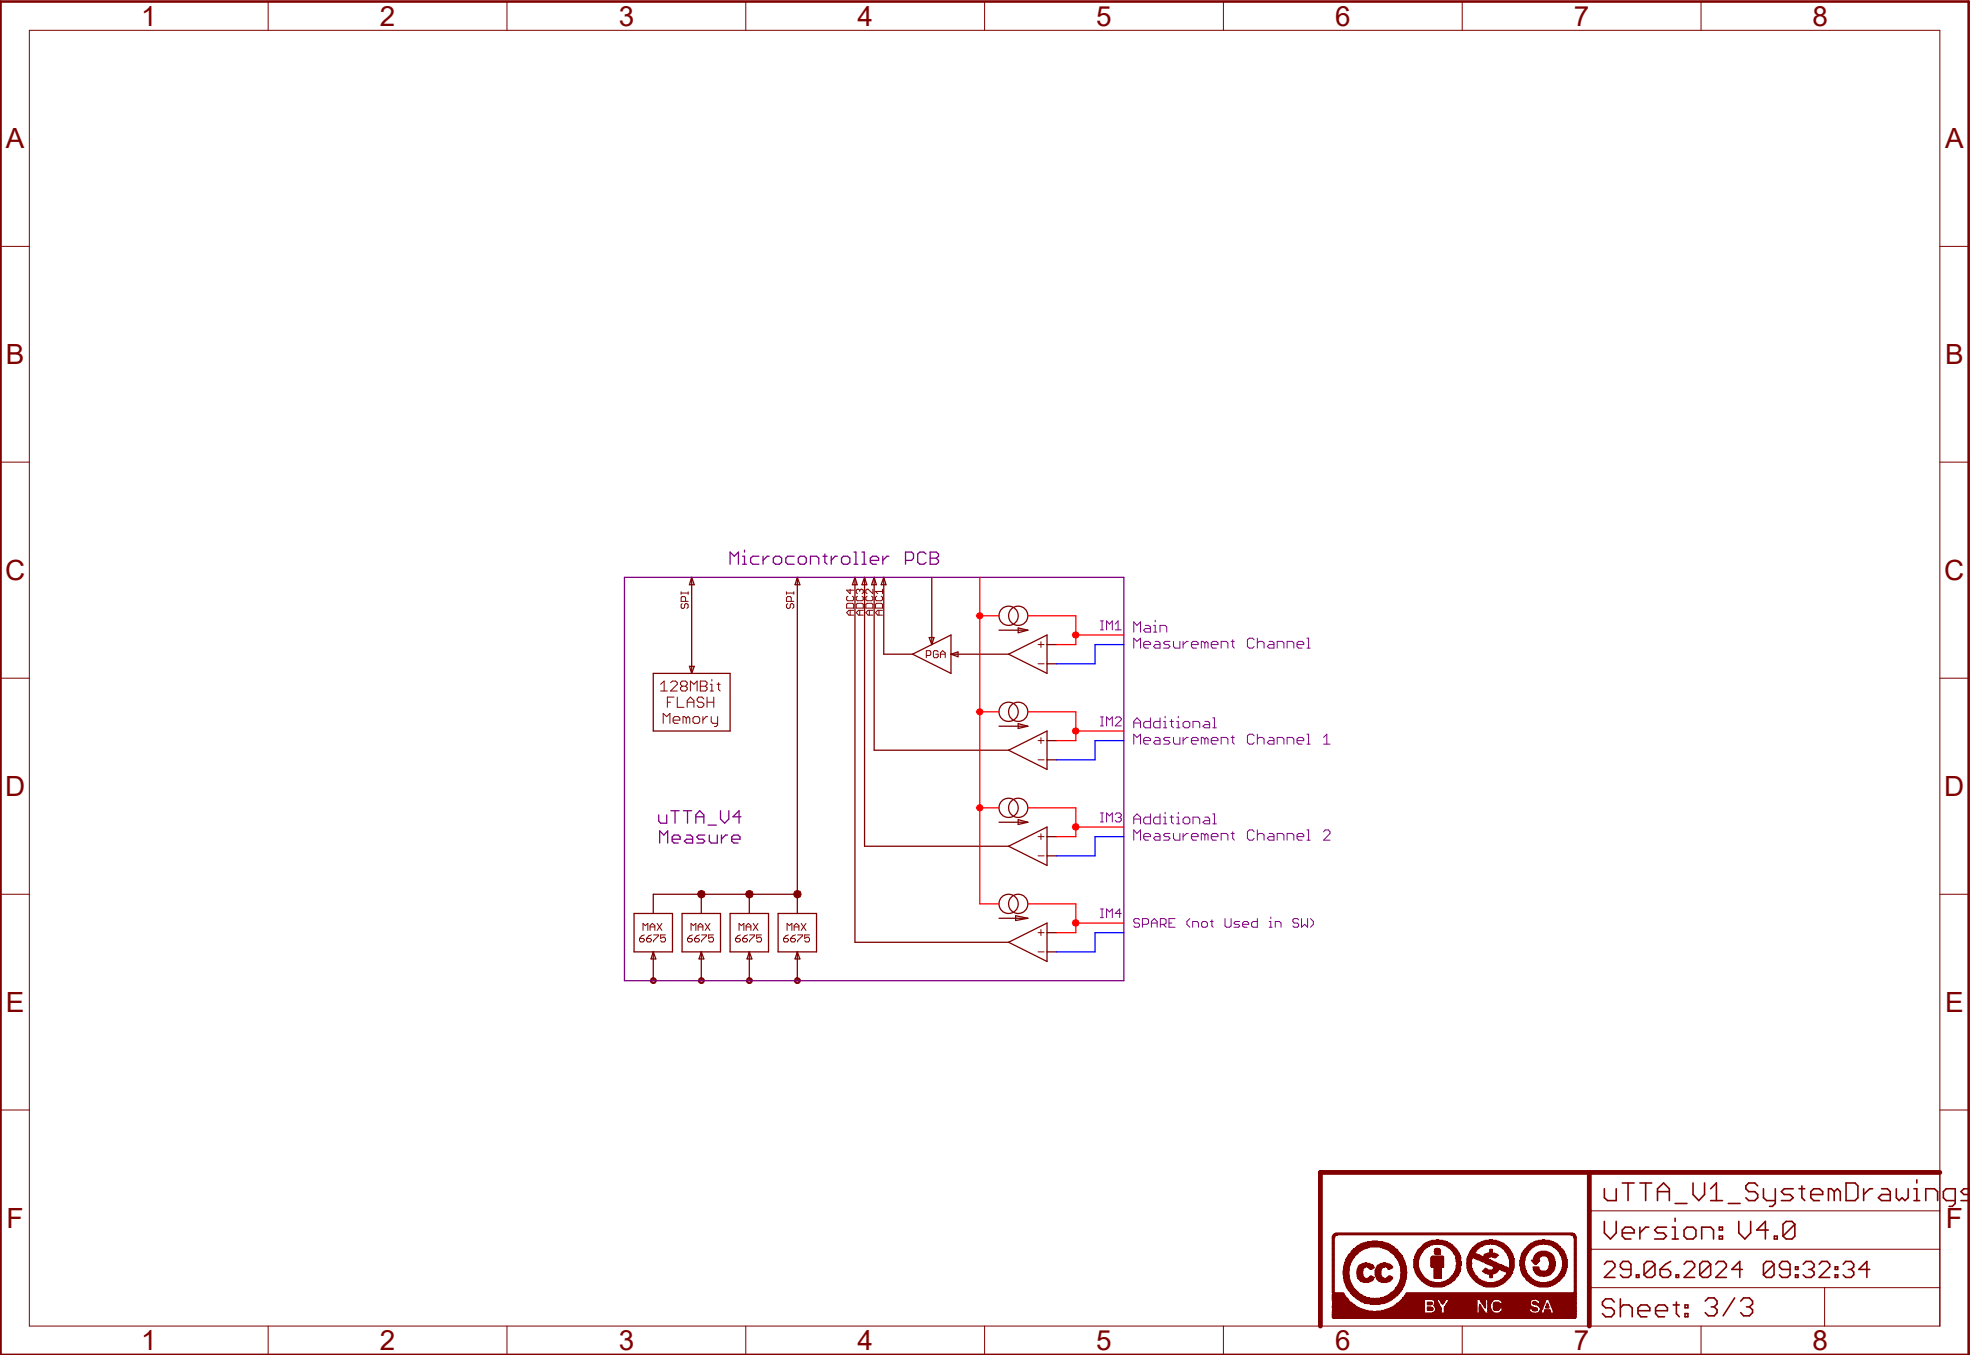 1 2 3 4 5 6 7 8
A A
B B
C C
D D
E E
F F
Microcontroller PCB
SPI
SPI
ADC4
ADC3
ADC2
ADC1
PGA
IM1 Main
Measurement Channel
128MBit
FLASH
Memory
IM2 Additional
Measurement Channel 1
uTTA_V4
Measure
IM3 Additional
Measurement Channel 2
IM4
SPARE (not Used in SW)
MAX
6675
MAX
6675
MAX
6675
MAX
6675
+
-
+
-
+
-
+
-
uTTA_V1_SystemDrawings
Version: V4.0
29.06.2024 09:32:34
Sheet: 3/3
cc
BY NC SA
1 2 3 4 5 6 7 8